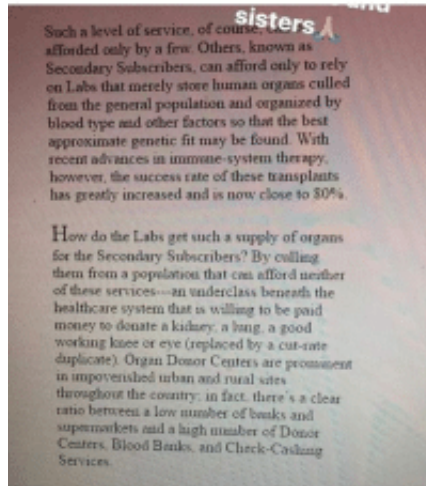 sisters🙏🏼
Such a level of service, of course,
afforded only by a few. Others, known as
Secondary Subscribers, can afford only to rely
on Labs that merely store human organs culled
from the general population and organized by
blood type and other factors so that the best
approximate genetic fit may be found. With
recent advances in immune-system therapy,
however, the success rate of these transplants
has greatly increased and is now close to 80%.
How do the Labs get such a supply of organs
for the Secondary Subscribers? By culling
them from a population that can afford neither
of these services---an underclass beneath the
healthcare system that is willing to be paid
money to donate a kidney, a lung, a good
working knee or eye (replaced by a cut-rate
duplicate). Organ Donor Centers are prominent
in impoverished urban and rural sites
throughout the country; in fact, there's a clear
ratio between a low number of banks and
supermarkets and a high number of Donor
Centers, Blood Banks, and Check-Cashing
Services.